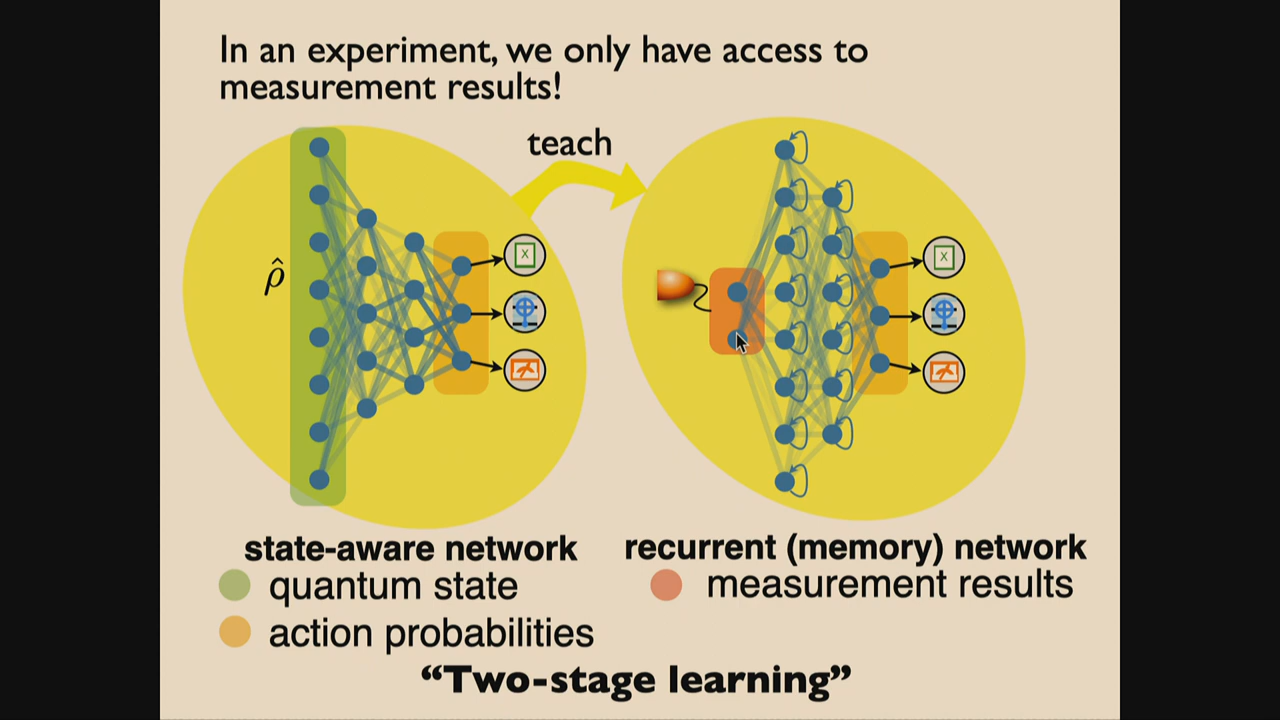 In an experiment, we only have access to
measurement results!
teach
ρ̂
X
X
state-aware network
recurrent (memory) network
quantum state
measurement results
action probabilities
“Two-stage learning”